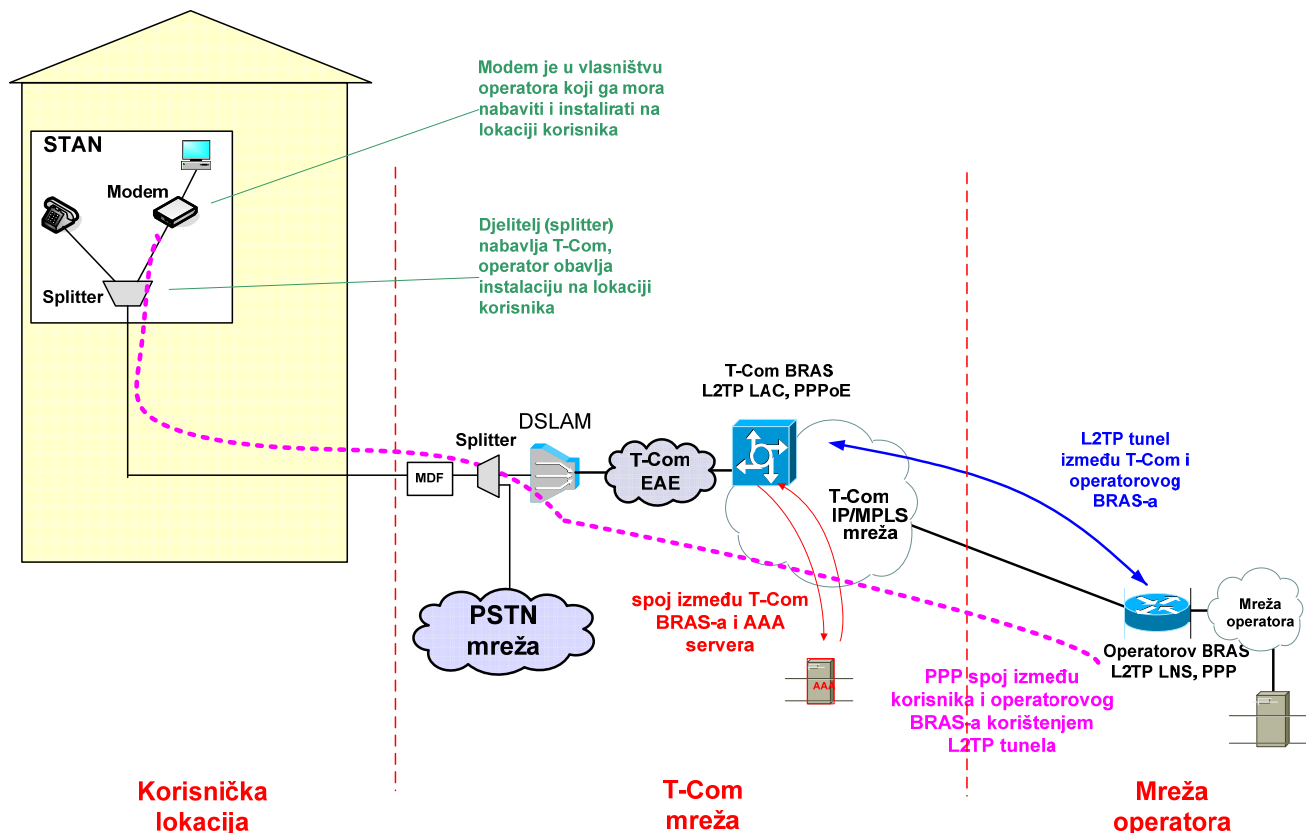 Modem je u vlasništvu
operatora koji ga mora
nabaviti i instalirati na
lokaciji korisnika
STAN
Modem
Djelitelj (splitter)
nabavlja T-Com,
operator obavlja
instalaciju na lokaciji
korisnika
Splitter
T-Com BRAS
L2TP LAC, PPPoE
DSLAM
Splitter
L2TP tunel
između T-Com i
operatorovog
BRAS-a
MDF
T-Com
EAE
T-Com
IP/MPLS
mreža
PSTN
mreža
spoj između T-Com
BRAS-a i AAA
servera
AAA
Mreža
operatora
Operatorov BRAS
L2TP LNS, PPP
PPP spoj između
korisnika i operatorovog
BRAS-a korištenjem
L2TP tunela
Korisnička
lokacija
T-Com
mreža
Mreža
operatora